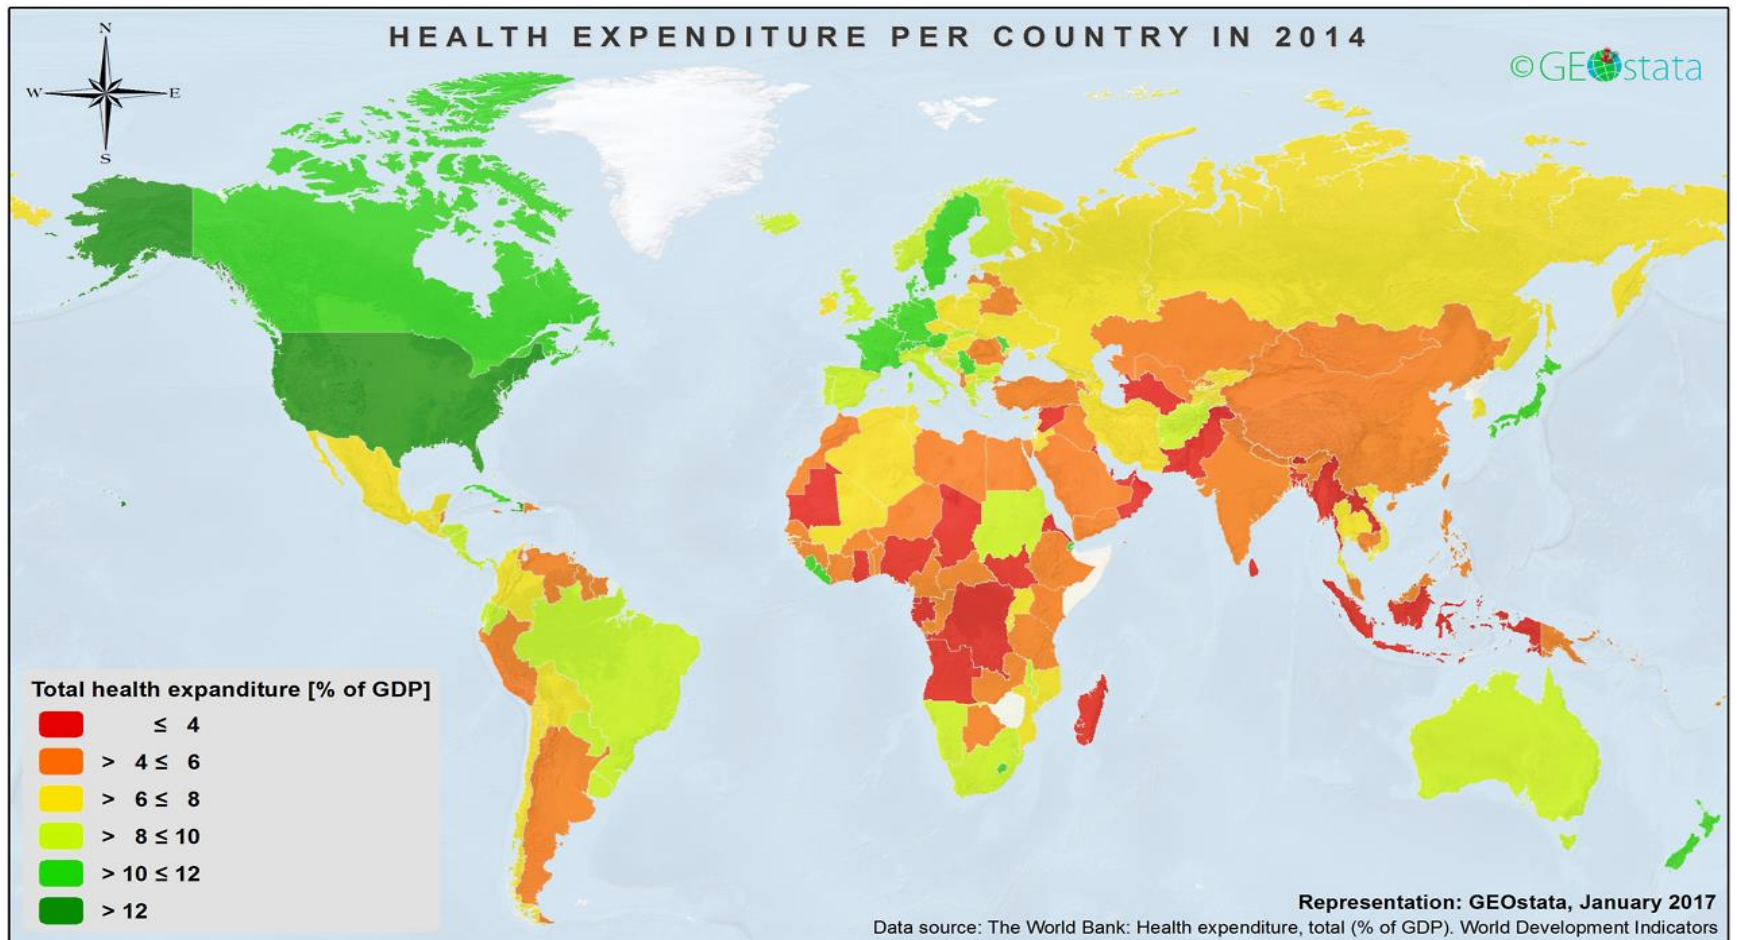 HEALTH EXPENDITURE PER COUNTRY IN 2014
N
W E
S
©GEOstata
Total health expanditure [% of GDP]
≤ 4
> 4 ≤ 6
> 6 ≤ 8
> 8 ≤ 10
> 10 ≤ 12
> 12
Representation: GEOstata, January 2017
Data source: The World Bank: Health expenditure, total (% of GDP). World Development Indicators